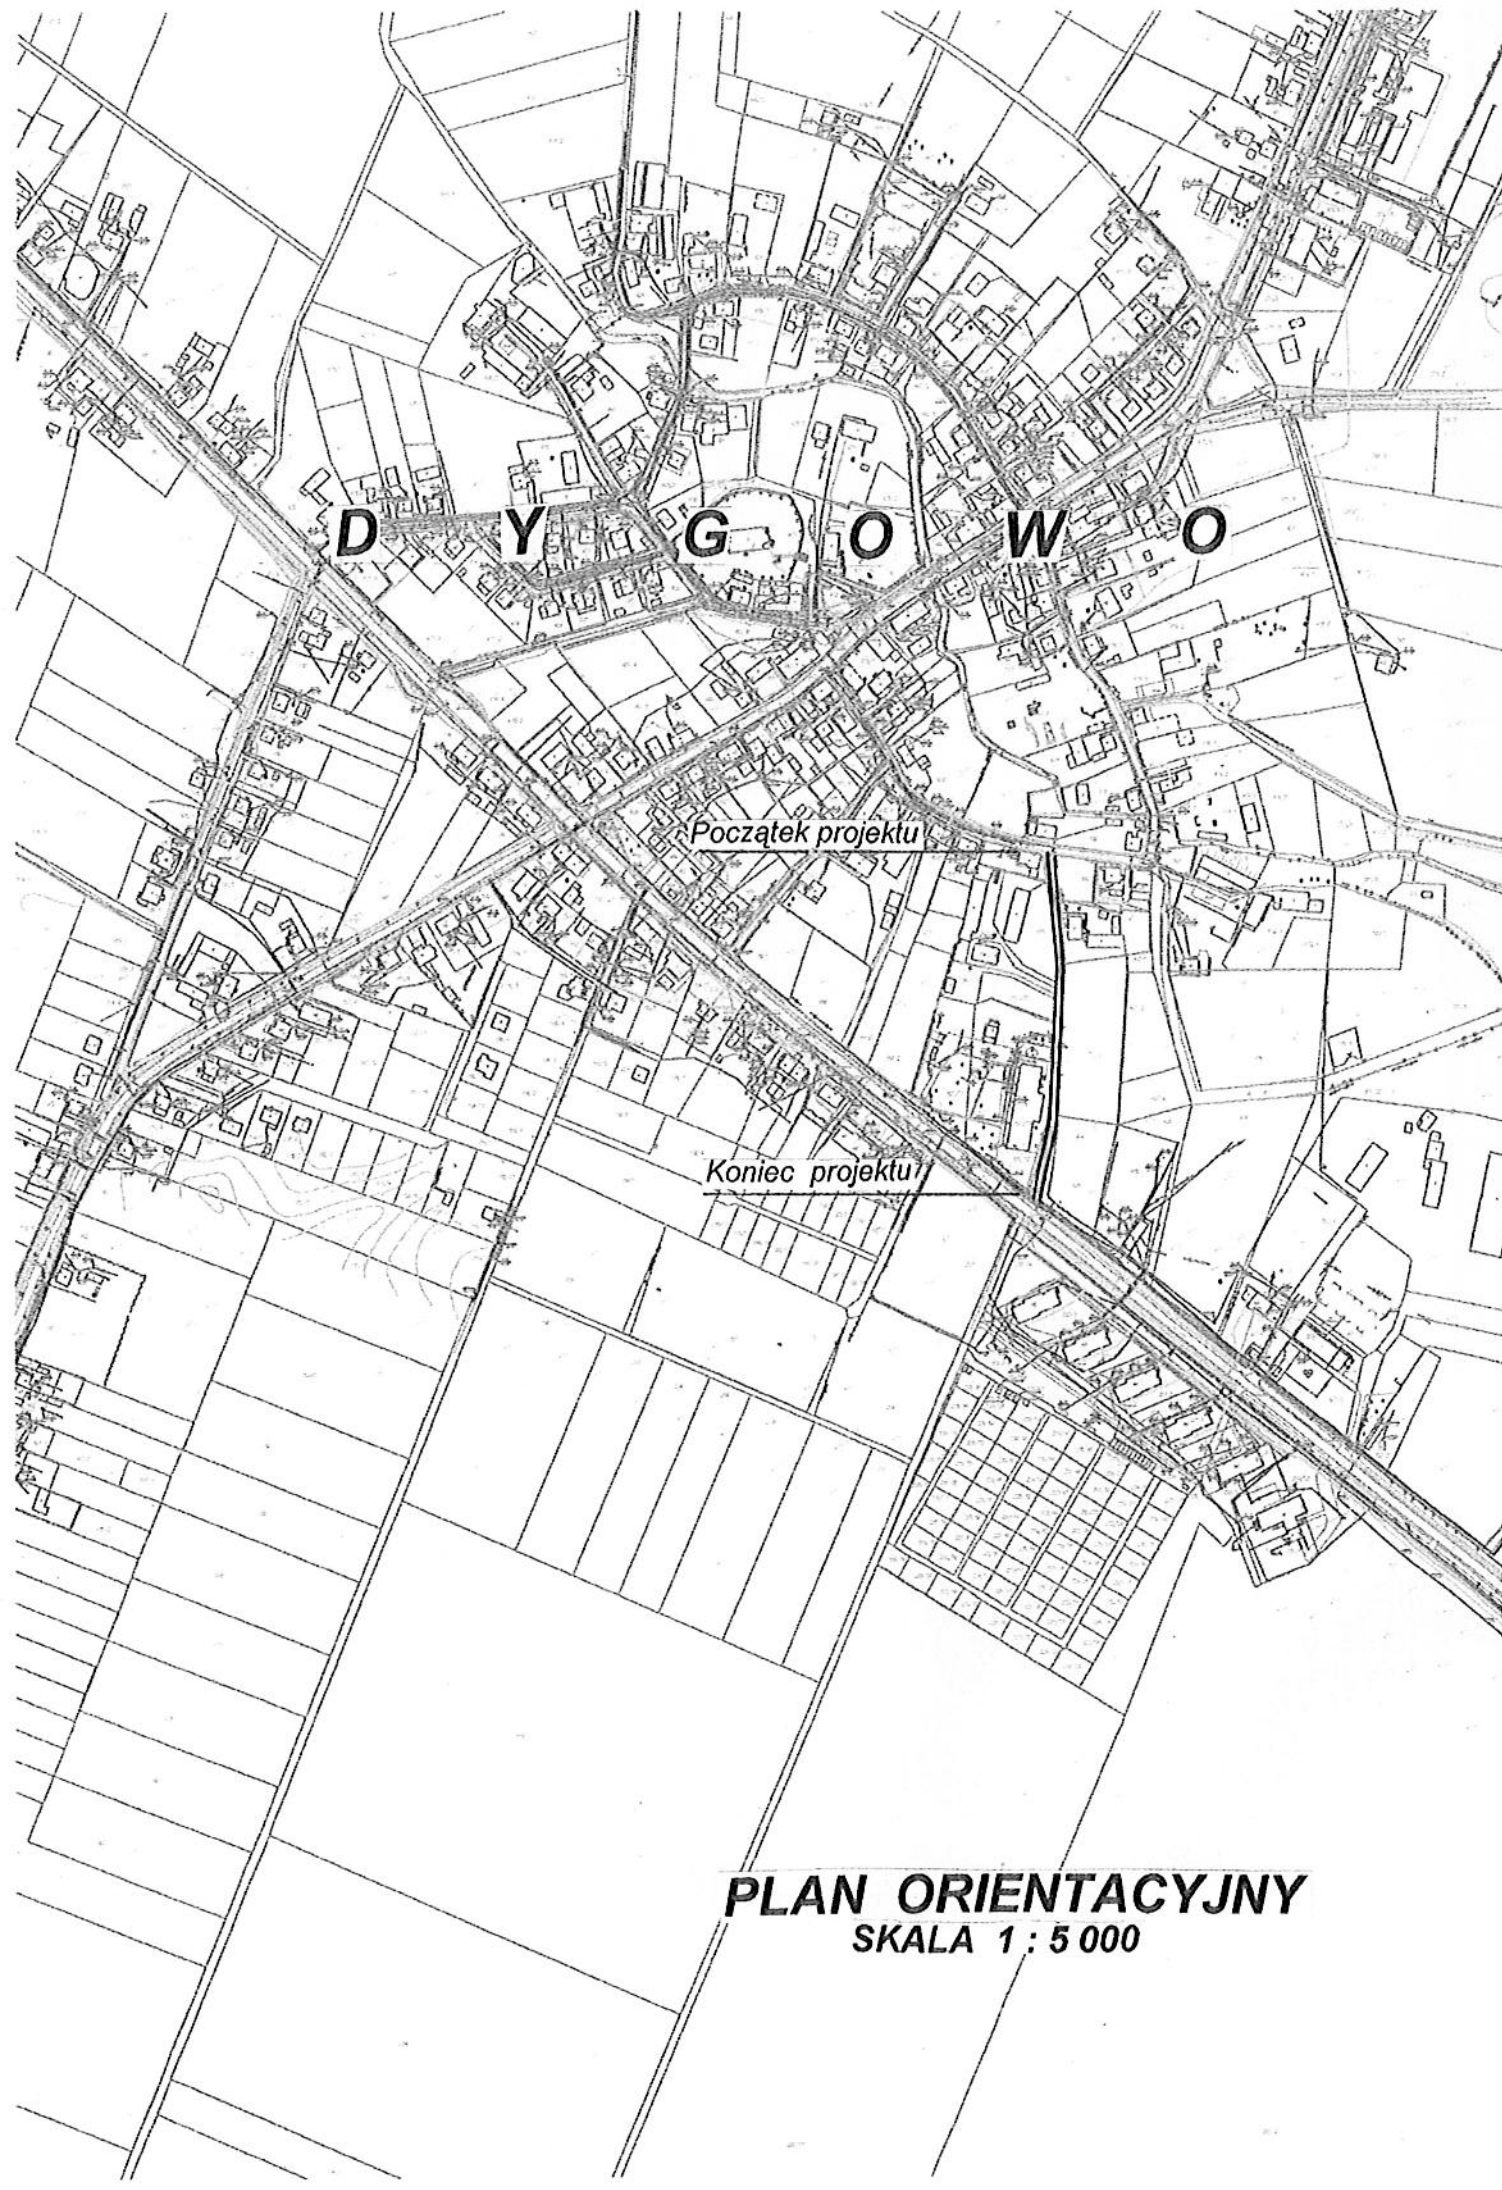 D Y G O W O
Początek projektu
Koniec projektu
PLAN ORIENTACYJNY
SKALA 1 : 5 000